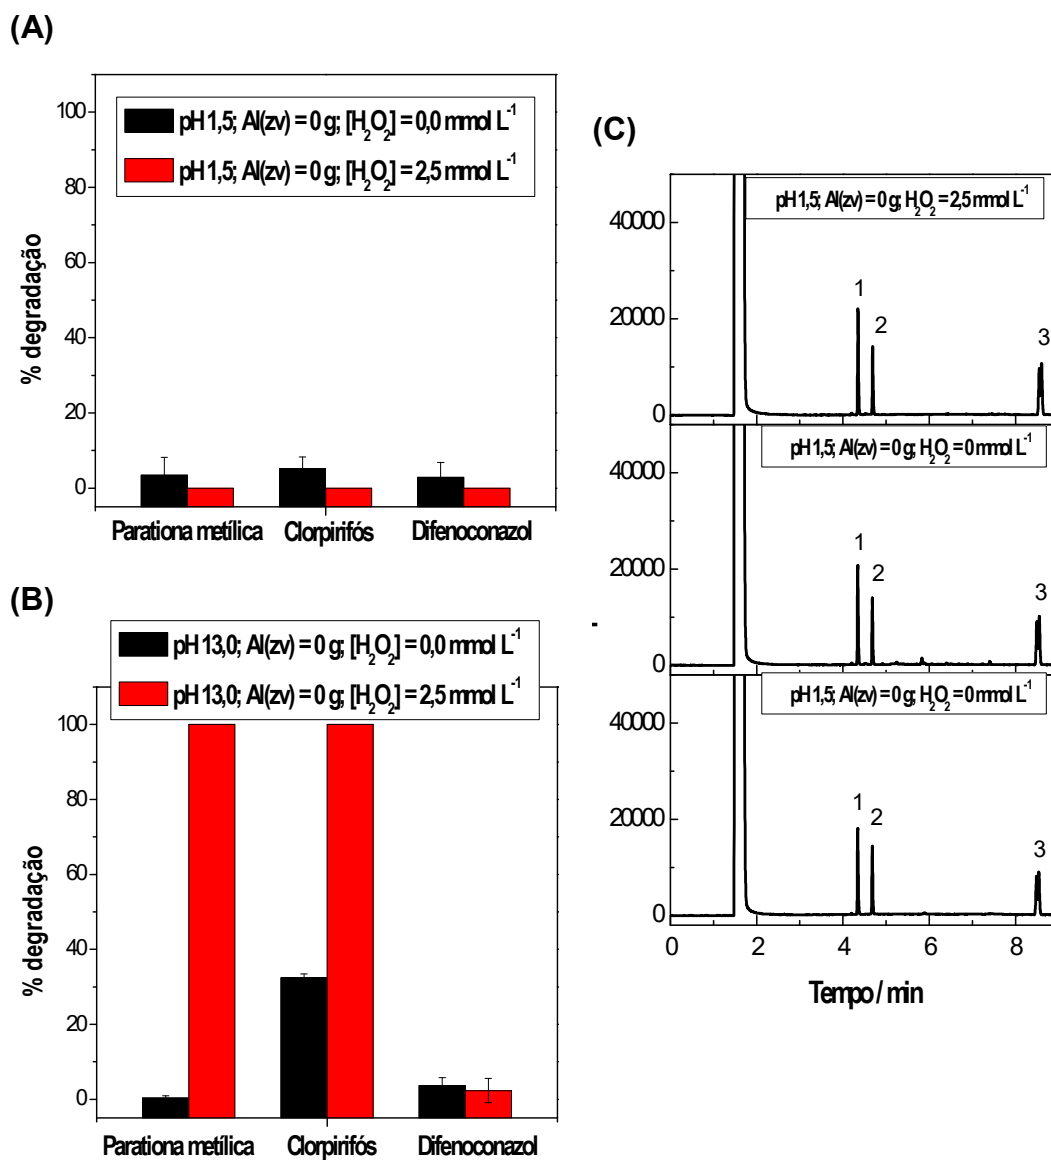 (A)
100
80
60
40
20
0
% degradação
pH 1,5; Al(zv) = 0 g; [H₂O₂] = 0,0 mmol L⁻¹
pH 1,5; Al(zv) = 0 g; [H₂O₂] = 2,5 mmol L⁻¹
Parationa metílica Clorpirifós Difenoconazol
(B)
100
80
60
40
20
0
% degradação
pH 13,0; Al(zv) = 0 g; [H₂O₂] = 0,0 mmol L⁻¹
pH 13,0; Al(zv) = 0 g; [H₂O₂] = 2,5 mmol L⁻¹
Parationa metílica Clorpirifós Difenoconazol
(C)
pH 1,5; Al(zv) = 0 g; H₂O₂ = 2,5 mmol L⁻¹
40000
20000
0
1
2
3
pH 1,5; Al(zv) = 0 g; H₂O₂ = 0 mmol L⁻¹
40000
20000
0
1
2
3
pH 1,5; Al(zv) = 0 g; H₂O₂ = 0 mmol L⁻¹
40000
20000
0
1
2
3
0 2 4 6 8
Tempo / min